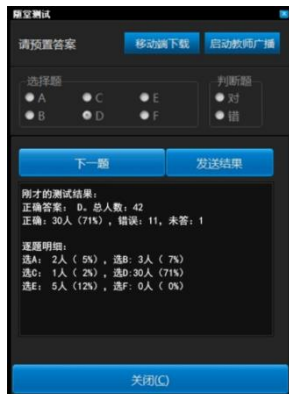 随堂测试
请预置答案
移动端下载
启动教师广播
选择题
判断题
A
C
E
对
B
D
F
错
下一题
发送结果
刚才的测试结果：
正确答案： D。总人数：42
正确：30人（71%），错误：11，未答：1
逐题明细：
选A： 2人（ 5%），选B：3人（ 7%）
选C： 1人（ 2%），选D:30人（71%）
选E： 5人（12%），选F：0人（ 0%）
关闭(C)